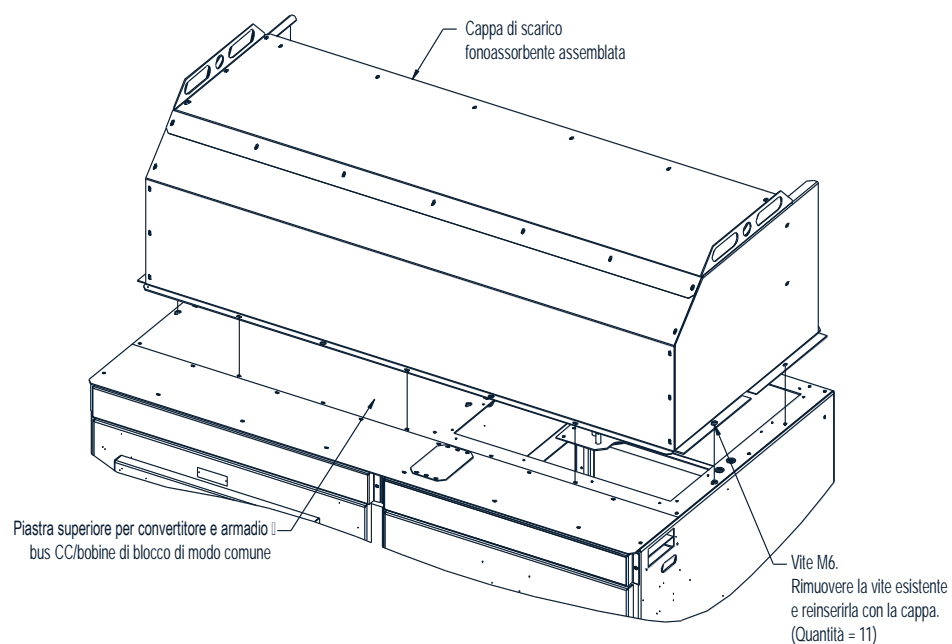 Cappa di scarico
fonoassorbente assemblata
Piastra superiore per convertitore e armadio
bus CC/bobine di blocco di modo comune
Vite M6.
Rimuovere la vite esistente
e reinserirla con la cappa.
(Quantità = 11)